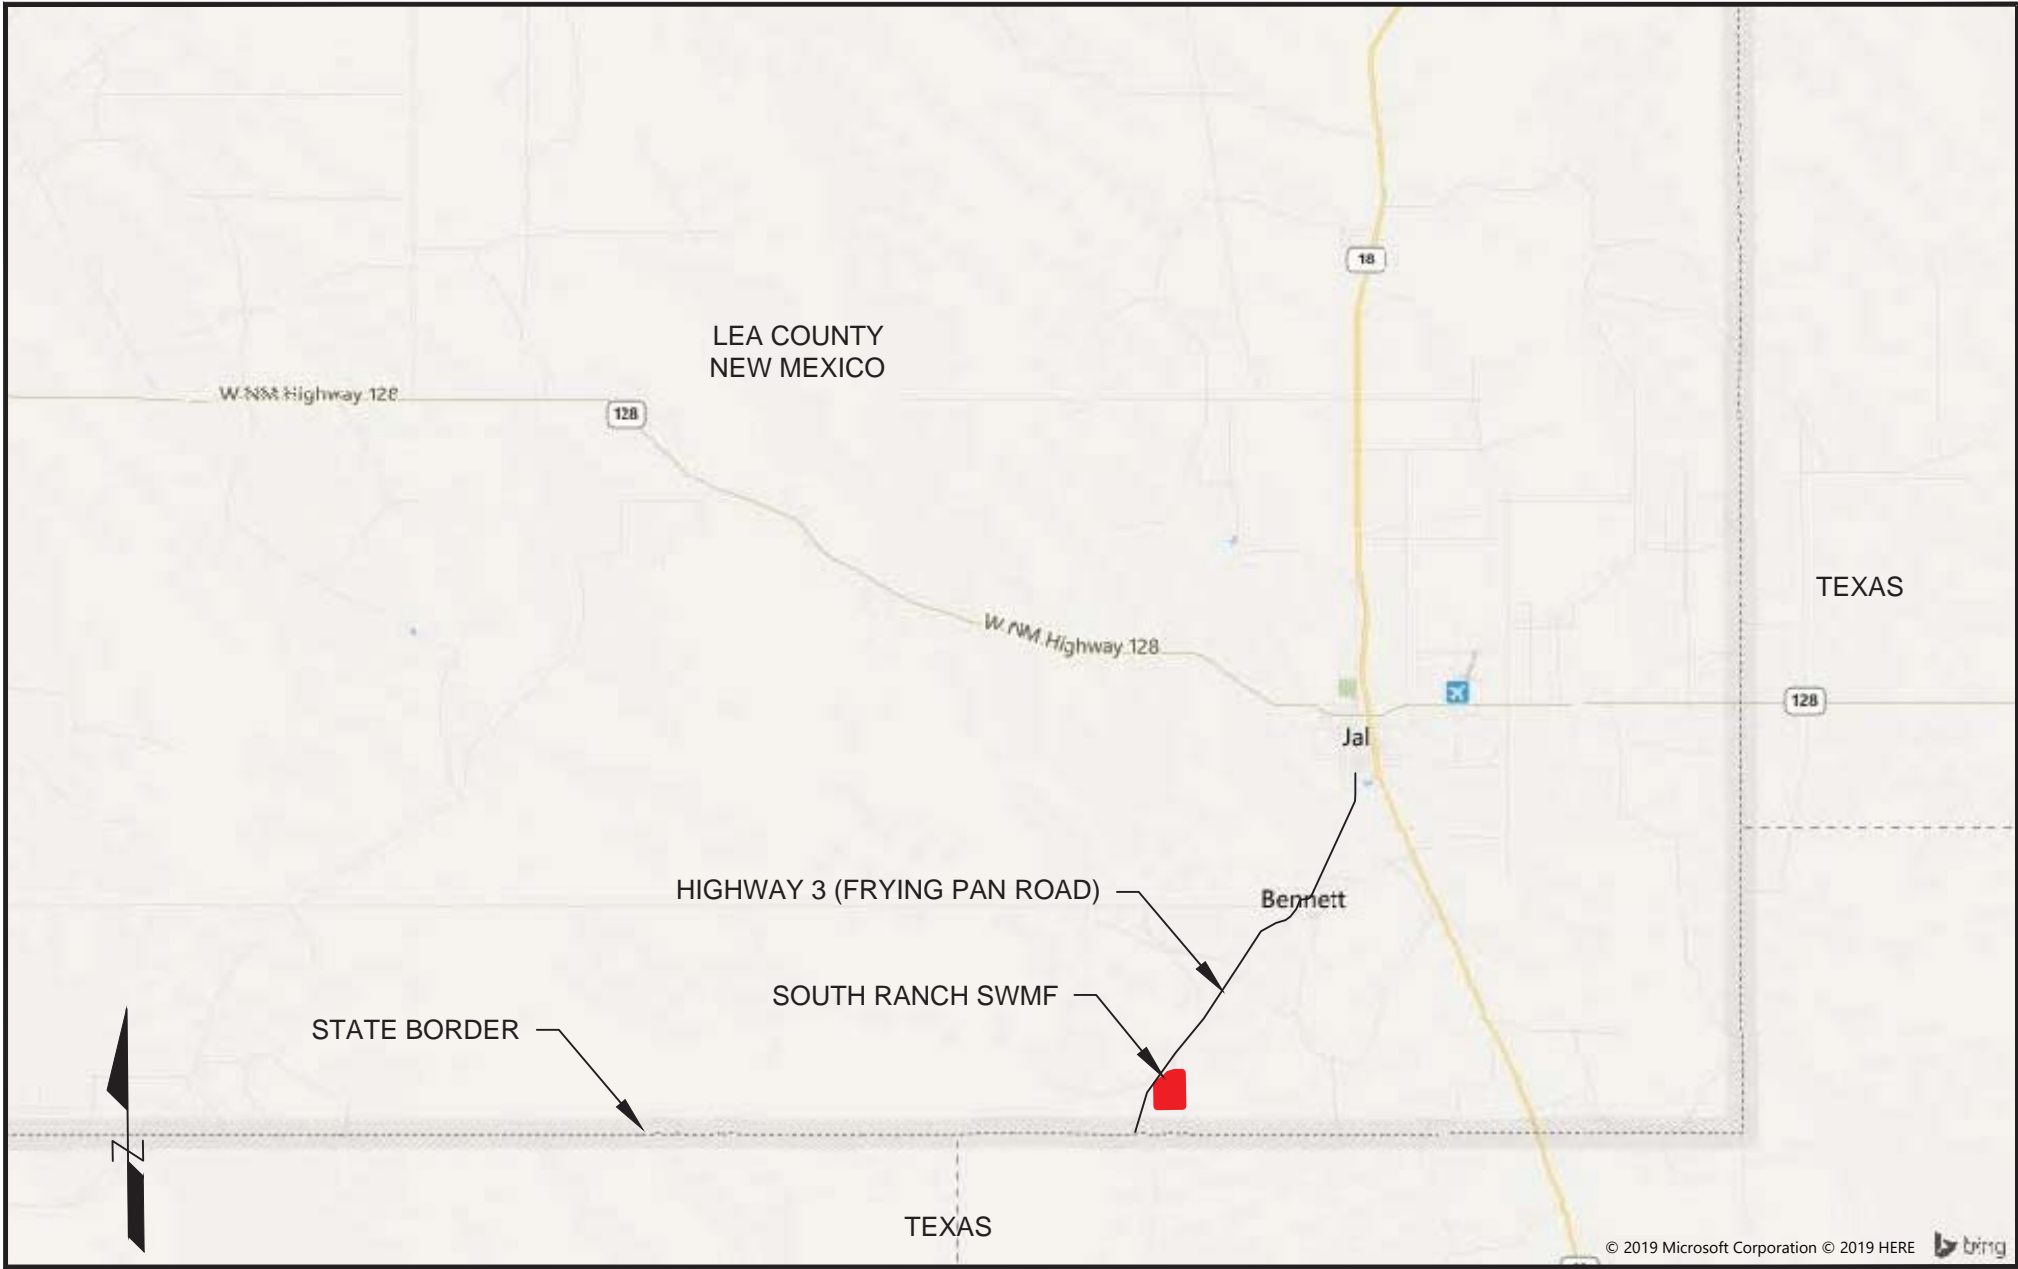 18
LEA COUNTY
NEW MEXICO
W NM Highway 128
128
TEXAS
W NM Highway 128
128
Jal
HIGHWAY 3 (FRYING PAN ROAD)
Bennett
SOUTH RANCH SWMF
STATE BORDER
N
TEXAS
© 2019 Microsoft Corporation © 2019 HERE
bing